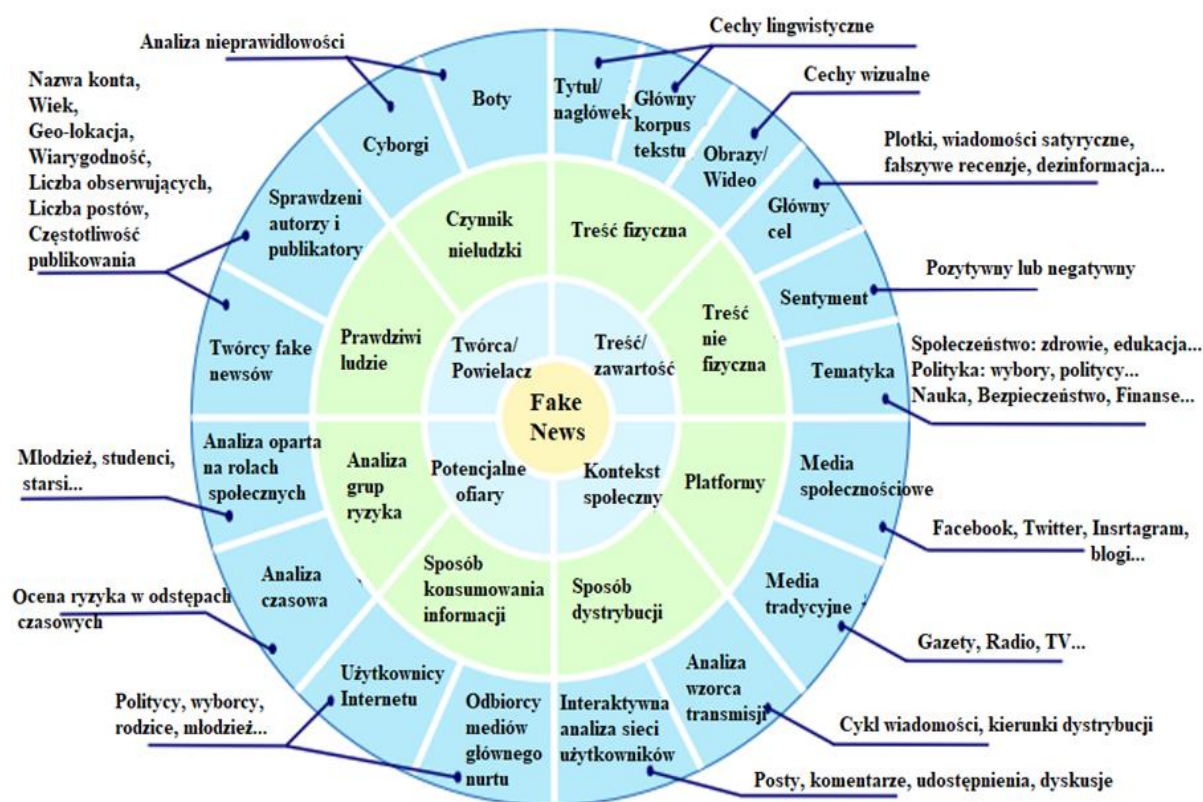 Analiza nieprawidłowości
Nazwa konta,
Wiek,
Geo-lokacja,
Wiarygodność,
Liczba obserwujących,
Liczba postów,
Częstotliwość
publikowania
Młodzież, studenci,
starsi...
Ocena ryzyka w odstępach
czasowych
Politycy, wyborcy,
rodzice, młodzież...
Cechy lingwistyczne
Cechy wizualne
Plotki, wiadomości satyryczne,
fałszywe recenzje, dezinformacja...
Pozytywny lub negatywny
Społeczeństwo: zdrowie, edukacja...
Polityka: wybory, politycy...
Nauka, Bezpieczeństwo, Finanse...
Facebook, Twitter, Insrtagram,
blogi...
Gazety, Radio, TV...
Cykl wiadomości, kierunki dystrybucji
Posty, komentarze, udostępnienia, dyskusje
Boty
Cyborgi
Sprawdzeni
autorzy i
publikatory
Twórcy fake
newsów
Analiza oparta
na rolach
społecznych
Analiza
czasowa
Użytkownicy
Internetu
Odbiorcy
mediów
głównego
nurtu
Interaktywna
analiza sieci
użytkowników
Analiza
wzorca
transmisji
Media
tradycyjne
Media
społecznościowe
Tematyka
Sentyment
Główny
cel
Obrazy/
Wideo
Główny
korpus
tekstu
Tytuł/
nagłówek
Czynnik
nieludzki
Treść fizyczna
Treść
nie
fizyczna
Platformy
Sposób
dystrybucji
Sposób
konsumowania
informacji
Analiza
grup
ryzyka
Prawdziwi
ludzie
Twórca/
Powielacz
Treść/
zawartość
Kontekst
społeczny
Potencjalne
ofiary
Fake
News